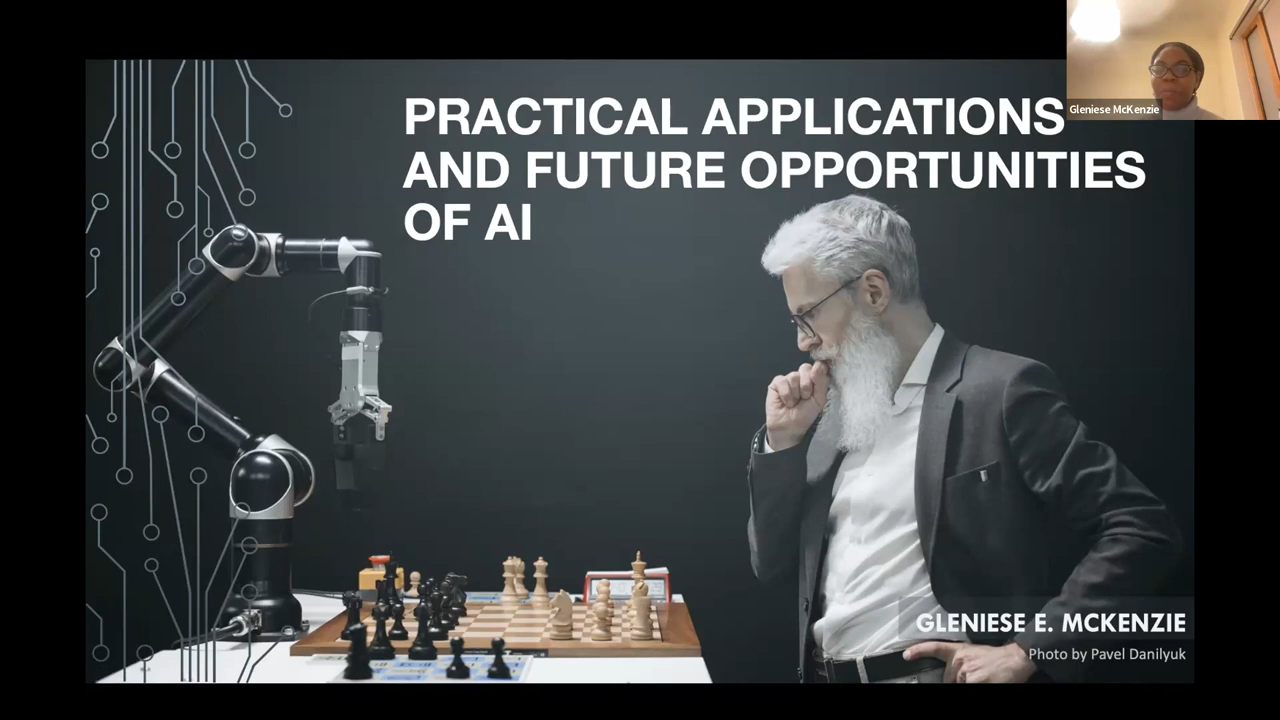 PRACTICAL APPLICATIONS
AND FUTURE OPPORTUNITIES
OF AI
Gleniese McKenzie
GLENIESE E. MCKENZIE
Photo by Pavel Danilyuk